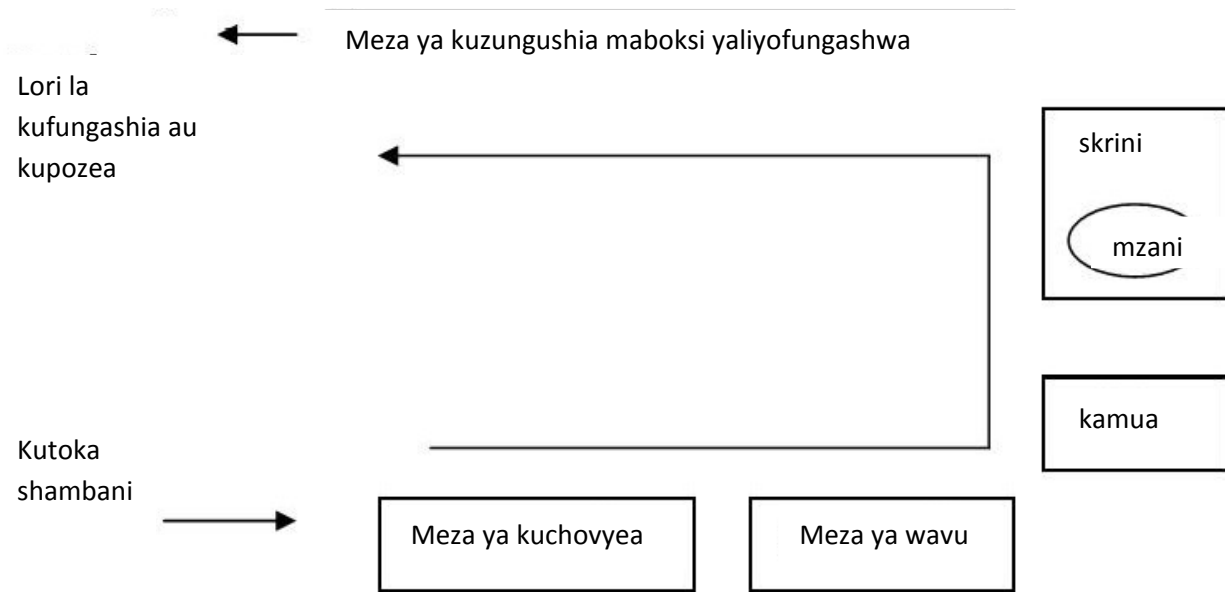 Meza ya kuzungushia maboksi yaliyofungashwa
Lori la
kufungashia au
kupozea
skrini
mzani
kamua
Kutoka
shambani
Meza ya kuchovyea
Meza ya wavu